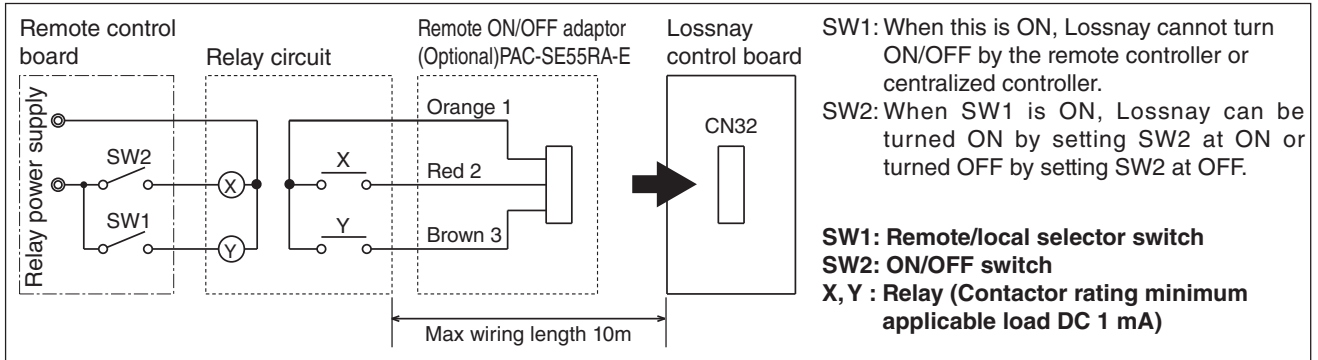 Remote control
board
Relay circuit
Remote ON/OFF adaptor
(Optional)PAC-SE55RA-E
Lossnay
control board
Relay power supply
SW2
SW1
X
Y
X
Y
Orange 1
Red 2
Brown 3
CN32
Max wiring length 10m
SW1: When this is ON, Lossnay cannot turn
ON/OFF by the remote controller or
centralized controller.
SW2: When SW1 is ON, Lossnay can be
turned ON by setting SW2 at ON or
turned OFF by setting SW2 at OFF.
SW1: Remote/local selector switch
SW2: ON/OFF switch
X, Y : Relay (Contactor rating minimum
applicable load DC 1 mA)